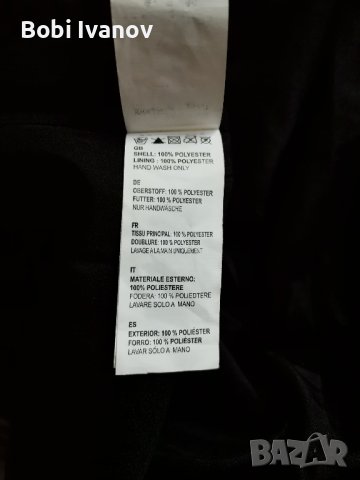 Bobi Ivanov
GB
SHELL: 100% POLYESTER
LINING : 100% POLYESTER
HAND WASH ONLY
DE
OBERSTOFF: 100 % POLYESTER
FUTTER: 100 % POLYESTER
NUR HANDWÄSCHE
FR
TISSU PRINCIPAL: 100 % POLYESTER
DOUBLURE: 100 % POLYESTER
LAVAGE A LA MAIN UNIQUEMENT
IT
MATERIALE ESTERNO:
100% POLIESTERE
FODERA: 100 % POLIEDTERE
LAVARE SOLO A MANO
ES
EXTERIOR: 100 % POLIÉSTER
FORRO: 100 % POLIÉSTER
LAVAR SÓLO A MANO
BAZAR